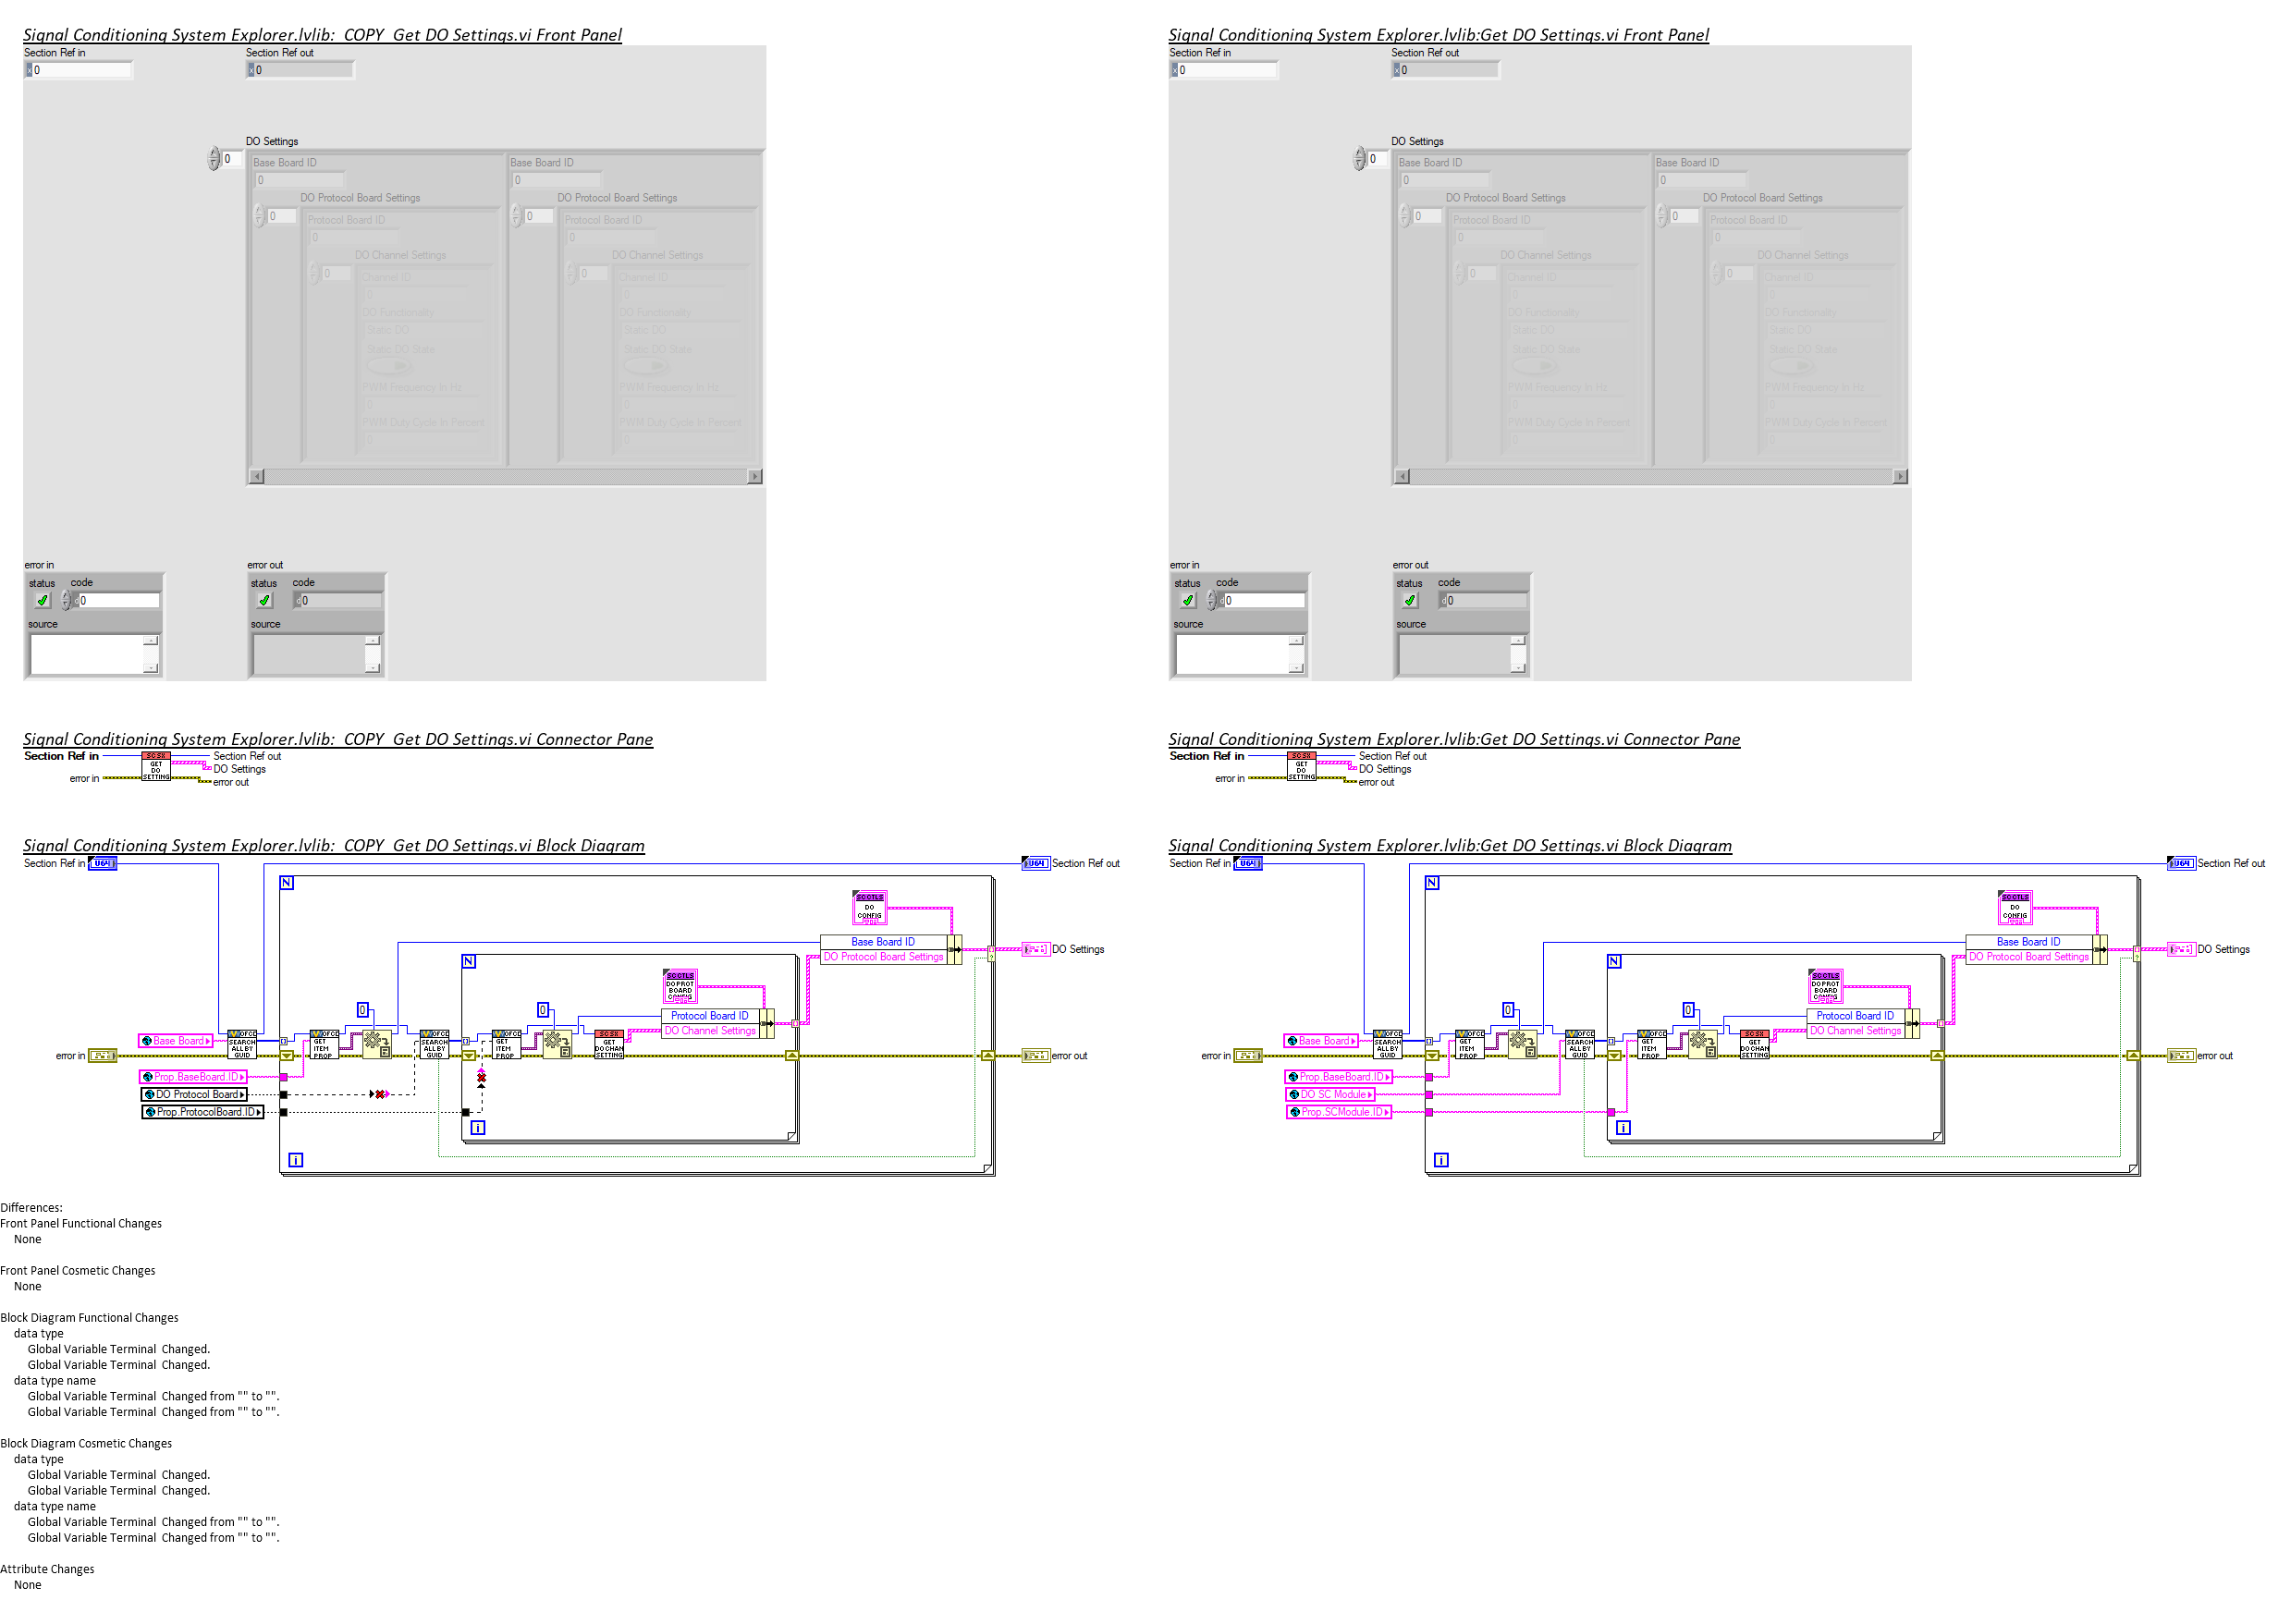 Signal Conditioning System Explorer.lvlib:  COPY  Get DO Settings.vi Front Panel
Section Ref in
Section Ref out
x 0
x 0
DO Settings
0
Base Board ID
0
DO Protocol Board Settings
0
Protocol Board ID
0
DO Channel Settings
0
Channel ID
0
DO Functionality
Static DO
Static DO State
PWM Frequency In Hz
0
PWM Duty Cycle In Percent
0
Base Board ID
0
DO Protocol Board Settings
0
Protocol Board ID
0
DO Channel Settings
0
Channel ID
0
DO Functionality
Static DO
Static DO State
PWM Frequency In Hz
0
PWM Duty Cycle In Percent
0
error in
status code
0
source
error out
status code
0
source
Signal Conditioning System Explorer.lvlib:Get DO Settings.vi Front Panel
Section Ref in
Section Ref out
x 0
x 0
DO Settings
0
Base Board ID
0
DO Protocol Board Settings
0
Protocol Board ID
0
DO Channel Settings
0
Channel ID
0
DO Functionality
Static DO
Static DO State
PWM Frequency In Hz
0
PWM Duty Cycle In Percent
0
Base Board ID
0
DO Protocol Board Settings
0
Protocol Board ID
0
DO Channel Settings
0
Channel ID
0
DO Functionality
Static DO
Static DO State
PWM Frequency In Hz
0
PWM Duty Cycle In Percent
0
error in
status code
0
source
error out
status code
0
source
Signal Conditioning System Explorer.lvlib:  COPY  Get DO Settings.vi Connector Pane
Section Ref in
error in
SCSX
GET
DO
SETTING
Section Ref out
DO Settings
error out
Signal Conditioning System Explorer.lvlib:Get DO Settings.vi Connector Pane
Section Ref in
error in
SCSX
GET
DO
SETTING
Section Ref out
DO Settings
error out
Signal Conditioning System Explorer.lvlib:  COPY  Get DO Settings.vi Block Diagram
Section Ref in
U64
U64
Section Ref out
N
SCCTLS
DO
CONFIG
Base Board ID
DO Protocol Board Settings
DO Settings
N
SCCTLS
DO PROT
BOARD
CONFIG
Protocol Board ID
DO Channel Settings
0
0
Base Board
SEARCH
ALL BY
GUID
GET
ITEM
PROP
SEARCH
ALL BY
GUID
GET
ITEM
PROP
SCSX
GET
DO CHAN
SETTING
error in
error out
Prop.BaseBoard.ID
DO Protocol Board
Prop.ProtocolBoard.ID
i
i
Signal Conditioning System Explorer.lvlib:Get DO Settings.vi Block Diagram
Section Ref in
U64
U64
Section Ref out
N
SCCTLS
DO
CONFIG
Base Board ID
DO Protocol Board Settings
DO Settings
N
SCCTLS
DO PROT
BOARD
CONFIG
Protocol Board ID
DO Channel Settings
0
0
Base Board
SEARCH
ALL BY
GUID
GET
ITEM
PROP
SEARCH
ALL BY
GUID
GET
ITEM
PROP
SCSX
GET
DO CHAN
SETTING
error in
error out
Prop.BaseBoard.ID
DO SC Module
Prop.SCModule.ID
i
i
Differences:
Front Panel Functional Changes
None
Front Panel Cosmetic Changes
None
Block Diagram Functional Changes
data type
Global Variable Terminal  Changed.
Global Variable Terminal  Changed.
data type name
Global Variable Terminal  Changed from "" to "".
Global Variable Terminal  Changed from "" to "".
Block Diagram Cosmetic Changes
data type
Global Variable Terminal  Changed.
Global Variable Terminal  Changed.
data type name
Global Variable Terminal  Changed from "" to "".
Global Variable Terminal  Changed from "" to "".
Attribute Changes
None